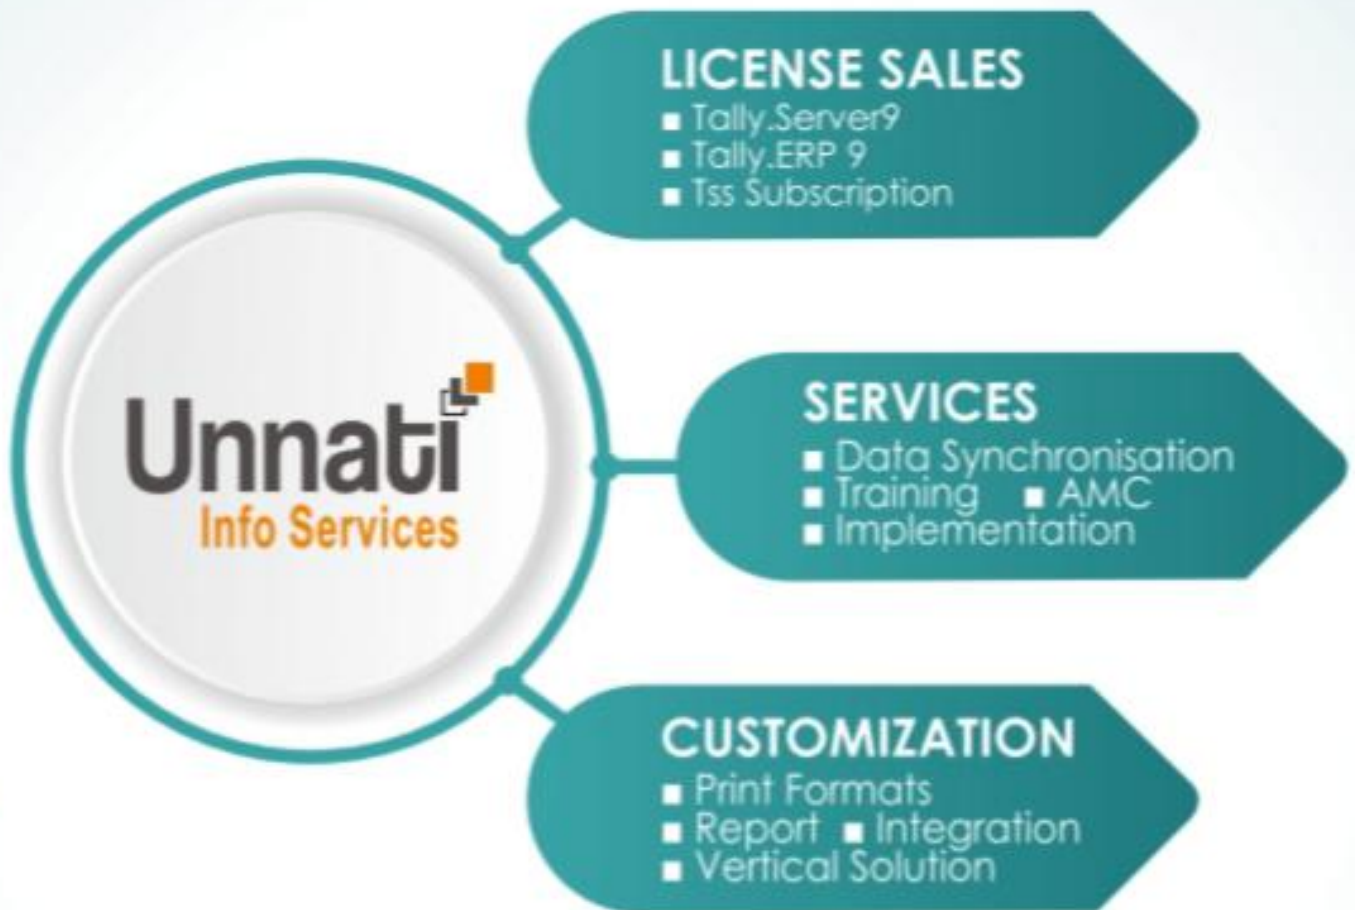 LICENSE SALES
▪ Tally.Server9
▪ Tally.ERP 9
▪ Tss Subscription
Unnati
Info Services
SERVICES
▪ Data Synchronisation
▪ Training ▪ AMC
▪ Implementation
CUSTOMIZATION
▪ Print Formats
▪ Report ▪ Integration
▪ Vertical Solution